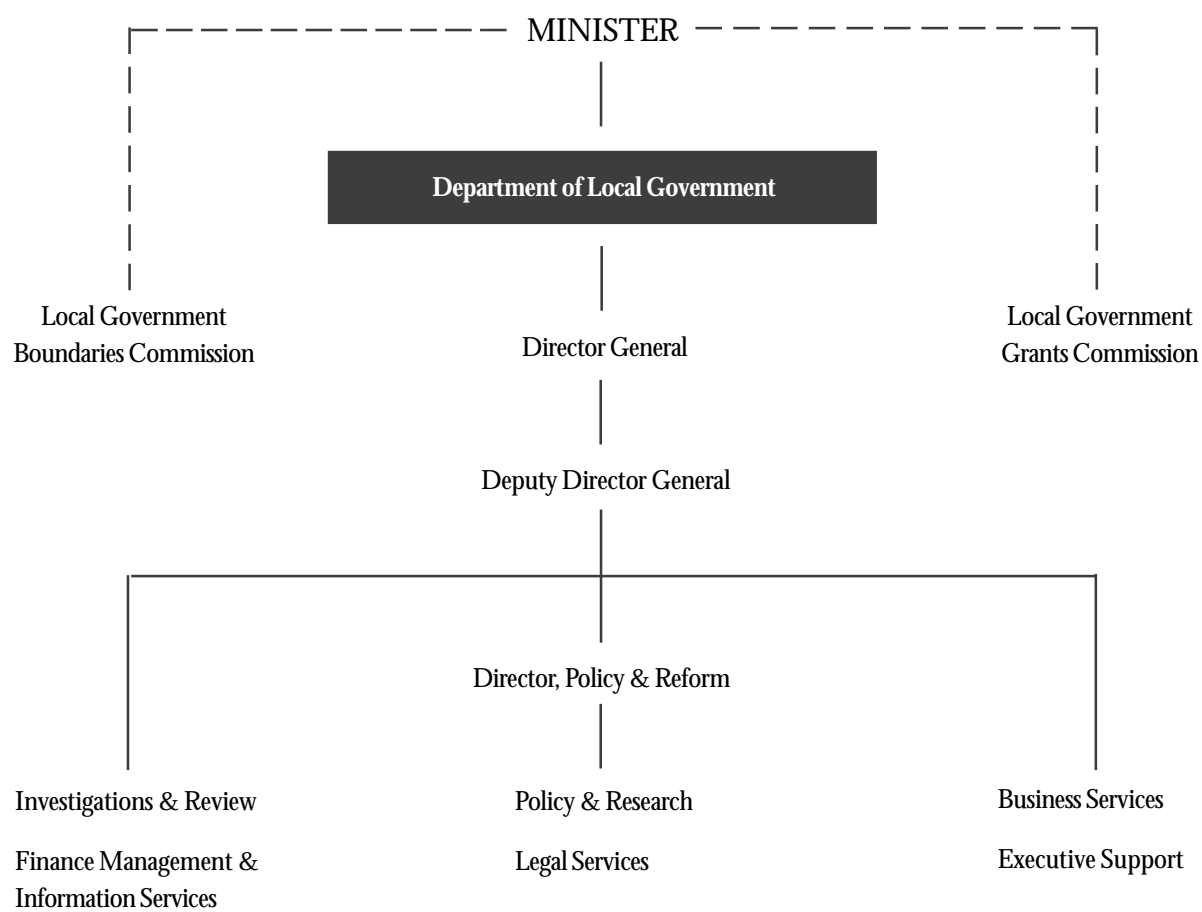 MINISTER
Department of Local Government
Local Government
Boundaries Commission
Director General
Local Government
Grants Commission
Deputy Director General
Director, Policy & Reform
Investigations & Review
Finance Management &
Information Services
Policy & Research
Legal Services
Business Services
Executive Support